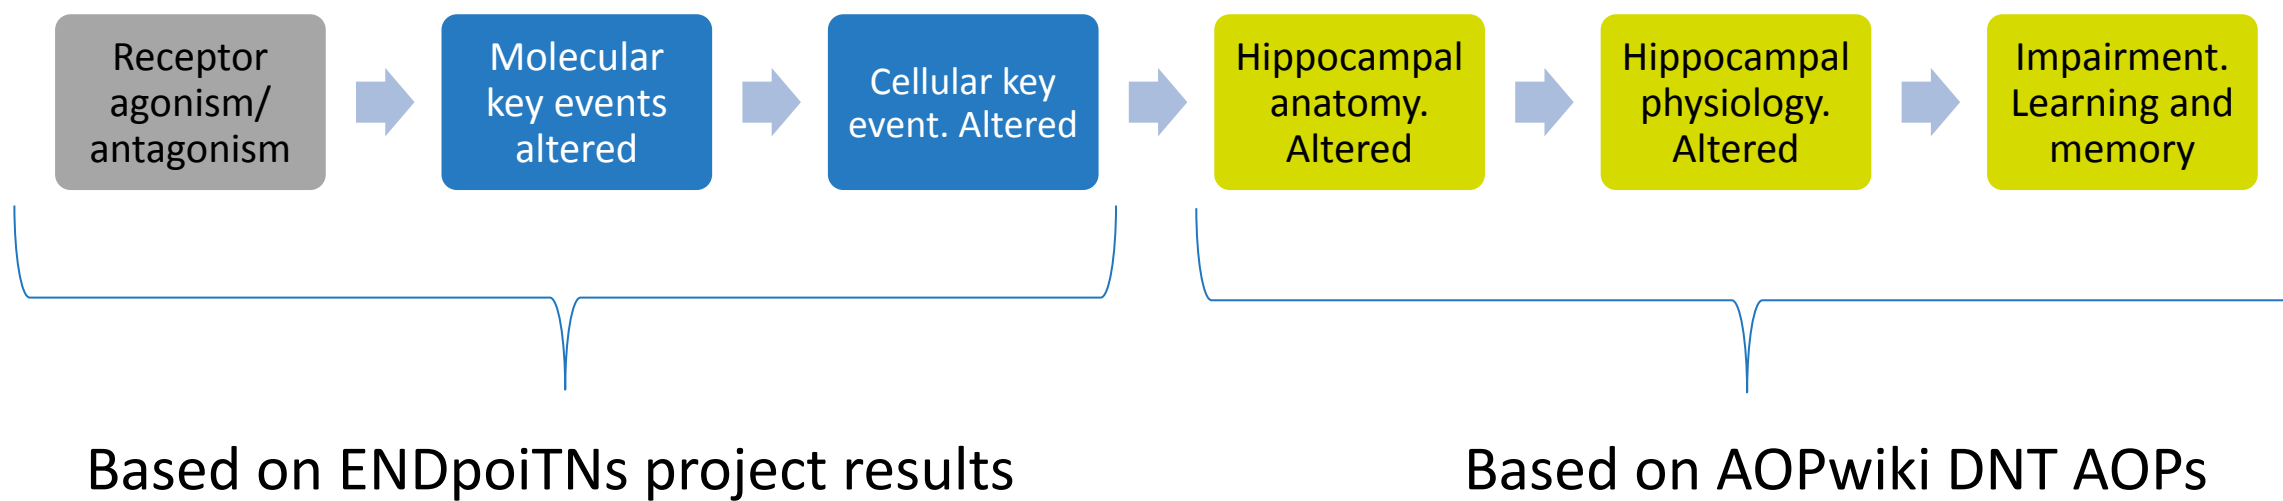 Receptor
agonism/
antagonism
Molecular
key events
altered
Cellular key
event. Altered
Hippocampal
anatomy.
Altered
Hippocampal
physiology.
Altered
Impairment.
Learning and
memory
Based on ENDpoiTNs project results
Based on AOPwiki DNT AOPs